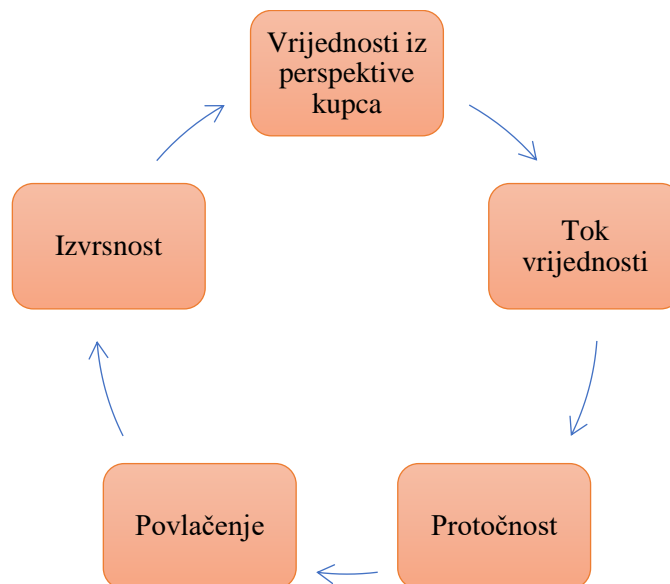 Vrijednosti iz
perspektive
kupca
Tok
vrijednosti
Protočnost
Povlačenje
Izvrsnost